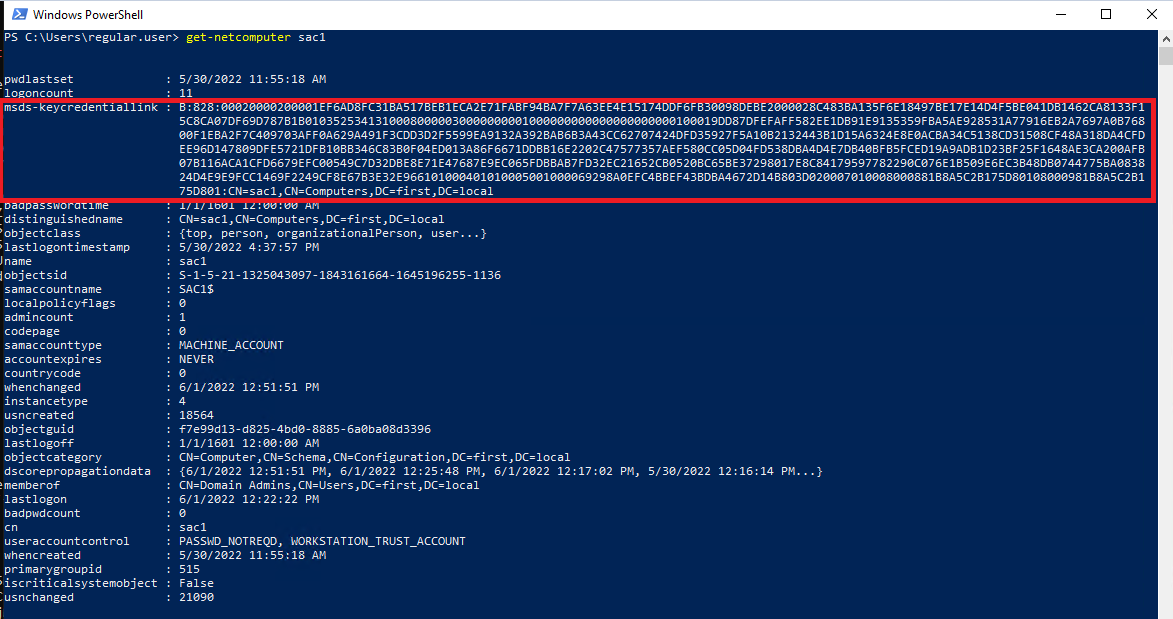 Windows PowerShell
PS C:\Users\regular.user> get-netcomputer sac1
pwdlastset : 5/30/2022 11:55:18 AM
logoncount : 11
msds-keycredentiallink : B:828:00020000200001EF6AD8FC31BA517BEB1ECA2E71FABF94BA7F7A63EE4E15174DDF6FB30098DEBE2000028C483BA135F6E18497BE17E14D4F5BE041DB1462CA8133F1
5C8CA07DF69D787B1B01035253413100080000030000000001000000000000000000000100019DD87DFEFAFF582EE1DB91E9135359FBA5AE928531A77916EB2A7697A0B768
00F1EBA2F7C409703AFF0A629A491F3CDD3D2F5599EA9132A392BAB6B3A43CC62707424DFD35927F5A10B2132443B1D15A6324E8E0ACBA34C5138CD31508CF48A318DA4CFD
EE96D147809DFE5721DFB10BB346C83B0F04ED013A86F6671DDBB16E2202C47577357AEF580CC05D04FD538DBA4D4E7DB40BFB5FCED19A9ADB1D23BF25F1648AE3CA200AFB
07B116ACA1CFD6679EFC00549C7D32DBE8E71E47687E9EC065FDBBAB7FD32EC21652CB0520BC65BE37298017E8C84179597782290C076E1B509E6EC3B48DB0744775BA0838
24D4E9E9FCC1469F2249CF8E67B3E32E966101000401010005001000069298A0EFC4BBEF43BDBA4672D14B803D0200070100080008​81B8A5C2B175D80108000981B8A5C2B1
75D801:CN=sac1,CN=Computers,DC=first,DC=local
badpasswordtime : 1/1/1601 12:00:00 AM
distinguishedname : CN=sac1,CN=Computers,DC=first,DC=local
objectclass : {top, person, organizationalPerson, user...}
lastlogontimestamp : 5/30/2022 4:37:57 PM
name : sac1
objectsid : S-1-5-21-1325043097-1843161664-1645196255-1136
samaccountname : SAC1$
localpolicyflags : 0
admincount : 1
codepage : 0
samaccounttype : MACHINE_ACCOUNT
accountexpires : NEVER
countrycode : 0
whenchanged : 6/1/2022 12:51:51 PM
instancetype : 4
usncreated : 18564
objectguid : f7e99d13-d825-4bd0-8885-6a0ba08d3396
lastlogoff : 1/1/1601 12:00:00 AM
objectcategory : CN=Computer,CN=Schema,CN=Configuration,DC=first,DC=local
dscorepropagationdata : {6/1/2022 12:51:51 PM, 6/1/2022 12:25:48 PM, 6/1/2022 12:17:02 PM, 5/30/2022 12:16:14 PM...}
memberof : CN=Domain Admins,CN=Users,DC=first,DC=local
lastlogon : 6/1/2022 12:22:22 PM
badpwdcount : 0
cn : sac1
useraccountcontrol : PASSWD_NOTREQD, WORKSTATION_TRUST_ACCOUNT
whencreated : 5/30/2022 11:55:18 AM
primarygroupid : 515
iscriticalsystemobject : False
usnchanged : 21090